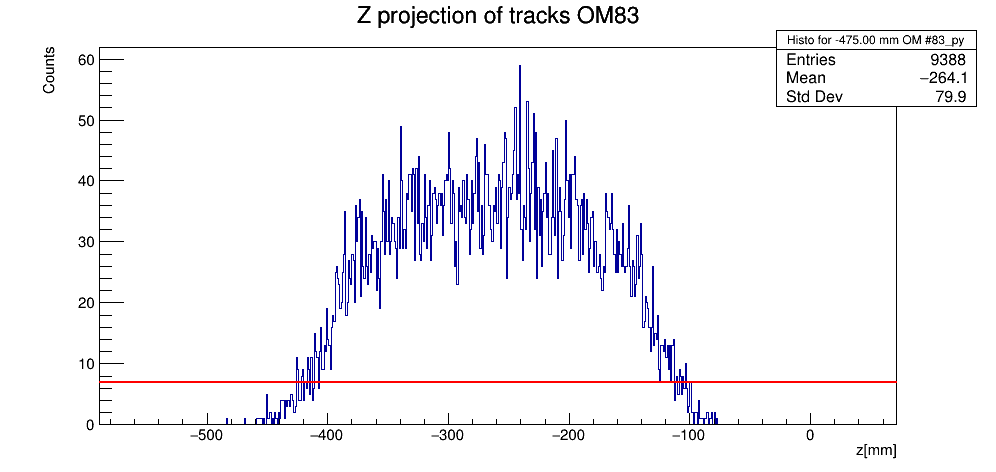 Z projection of tracks OM83
Histo for -475.00 mm OM #83_py
Entries 9388
Mean −264.1
Std Dev 79.9
Counts
60
50
40
30
20
10
0
−500 −400 −300 −200 −100 0
z[mm]